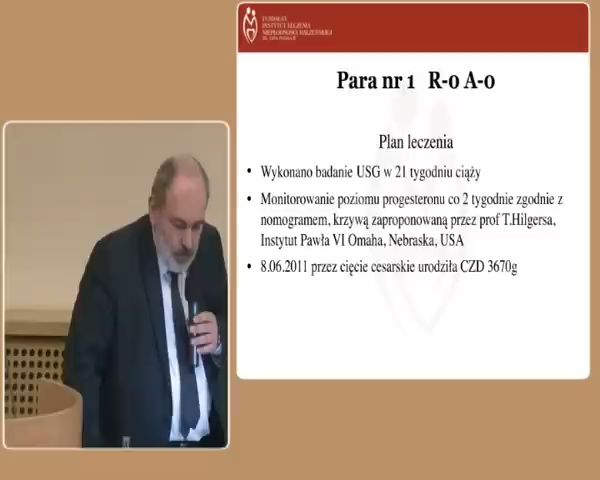 FUNDACJA
INSTYTUT LECZENIA
NIEPŁODNOŚCI MAŁŻEŃSKIEJ
IM. JANA PAWŁA II
Para nr 1 R-0 A-0
Plan leczenia
• Wykonano badanie USG w 21 tygodniu ciąży
• Monitorowanie poziomu progesteronu co 2 tygodnie zgodnie z
nomogramem, krzywą zaproponowaną przez prof T.Hilgersa,
Instytut Pawła VI Omaha, Nebraska, USA
• 8.06.2011 przez cięcie cesarskie urodziła CZD 3670g